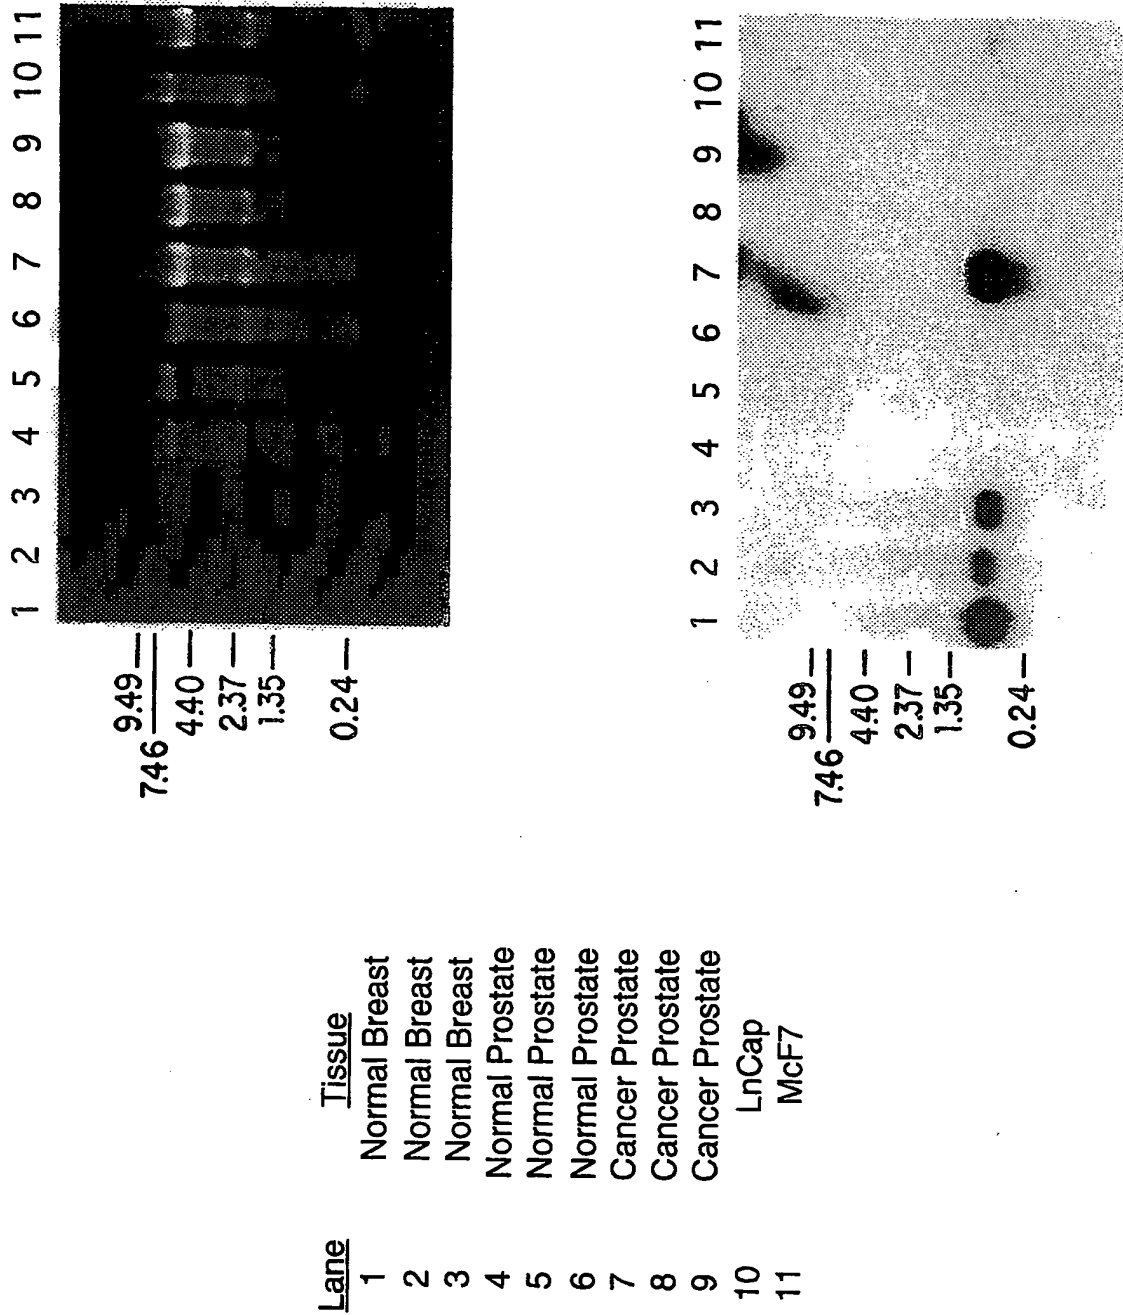 1 2 3 4 5 6 7 8 9 10 11
9.49
7.46
4.40
2.37
1.35
0.24
1 2 3 4 5 6 7 8 9 10 11
9.49
7.46
4.40
2.37
1.35
0.24
Lane Tissue
1 Normal Breast
2 Normal Breast
3 Normal Breast
4 Normal Prostate
5 Normal Prostate
6 Normal Prostate
7 Cancer Prostate
8 Cancer Prostate
9 Cancer Prostate
10 LnCap
11 McF7